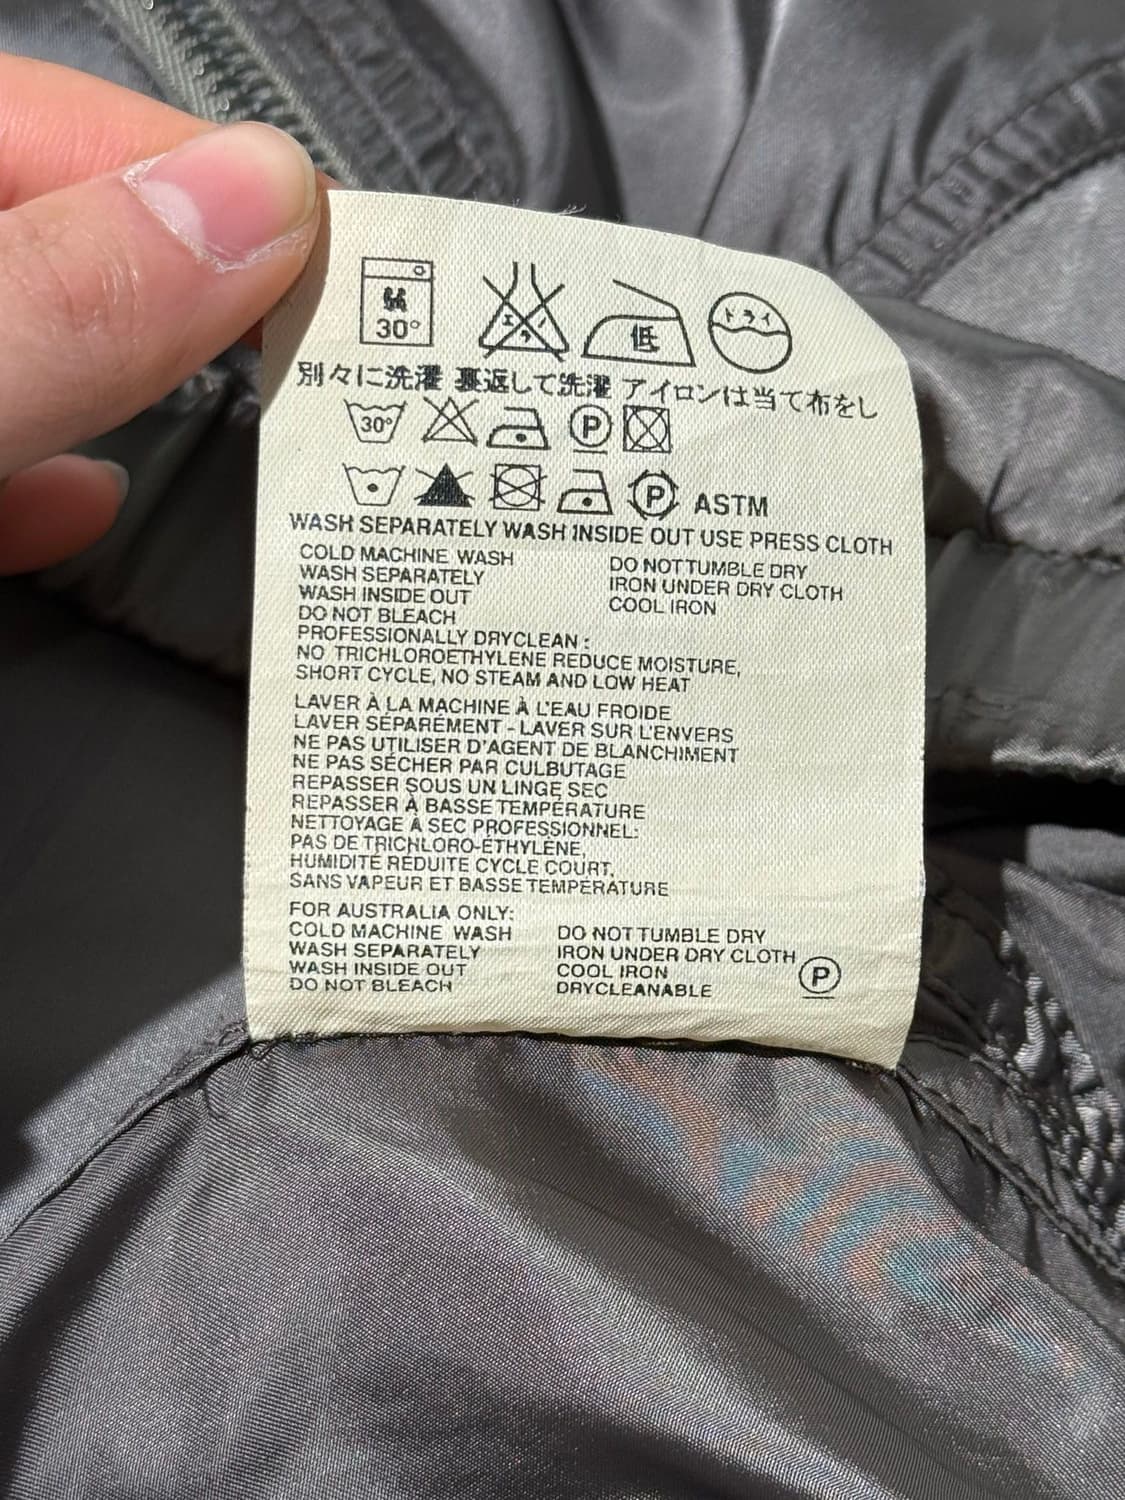 弱
30°
エンソ
低
ドライ
別々に洗濯 裏返して洗濯 アイロンは当て布をし
30°
P
P ASTM
WASH SEPARATELY WASH INSIDE OUT USE PRESS CLOTH
COLD MACHINE WASH DO NOT TUMBLE DRY
WASH SEPARATELY IRON UNDER DRY CLOTH
WASH INSIDE OUT COOL IRON
DO NOT BLEACH
PROFESSIONALLY DRYCLEAN :
NO TRICHLOROETHYLENE REDUCE MOISTURE,
SHORT CYCLE, NO STEAM AND LOW HEAT
LAVER À LA MACHINE À L'EAU FROIDE
LAVER SÉPARÉMENT - LAVER SUR L'ENVERS
NE PAS UTILISER D'AGENT DE BLANCHIMENT
NE PAS SÉCHER PAR CULBUTAGE
REPASSER SOUS UN LINGE SEC
REPASSER À BASSE TEMPÉRATURE
NETTOYAGE À SEC PROFESSIONNEL:
PAS DE TRICHLORO-ÉTHYLÈNE,
HUMIDITÉ RÉDUITE CYCLE COURT,
SANS VAPEUR ET BASSE TEMPÉRATURE
FOR AUSTRALIA ONLY:
COLD MACHINE WASH DO NOT TUMBLE DRY
WASH SEPARATELY IRON UNDER DRY CLOTH
WASH INSIDE OUT COOL IRON P
DO NOT BLEACH DRYCLEANABLE